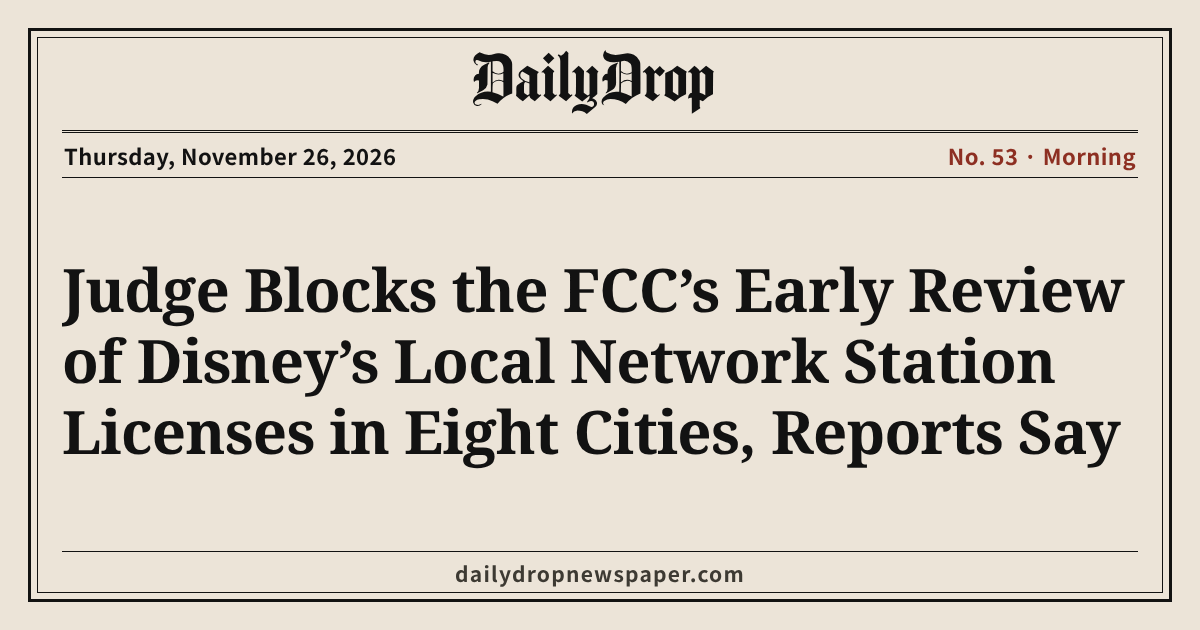 DailyDrop
Thursday, November 26, 2026
No. 53 · Morning
Judge Blocks the FCC’s Early Review
of Disney’s Local Network Station
Licenses in Eight Cities, Reports Say
dailydropnewspaper.com